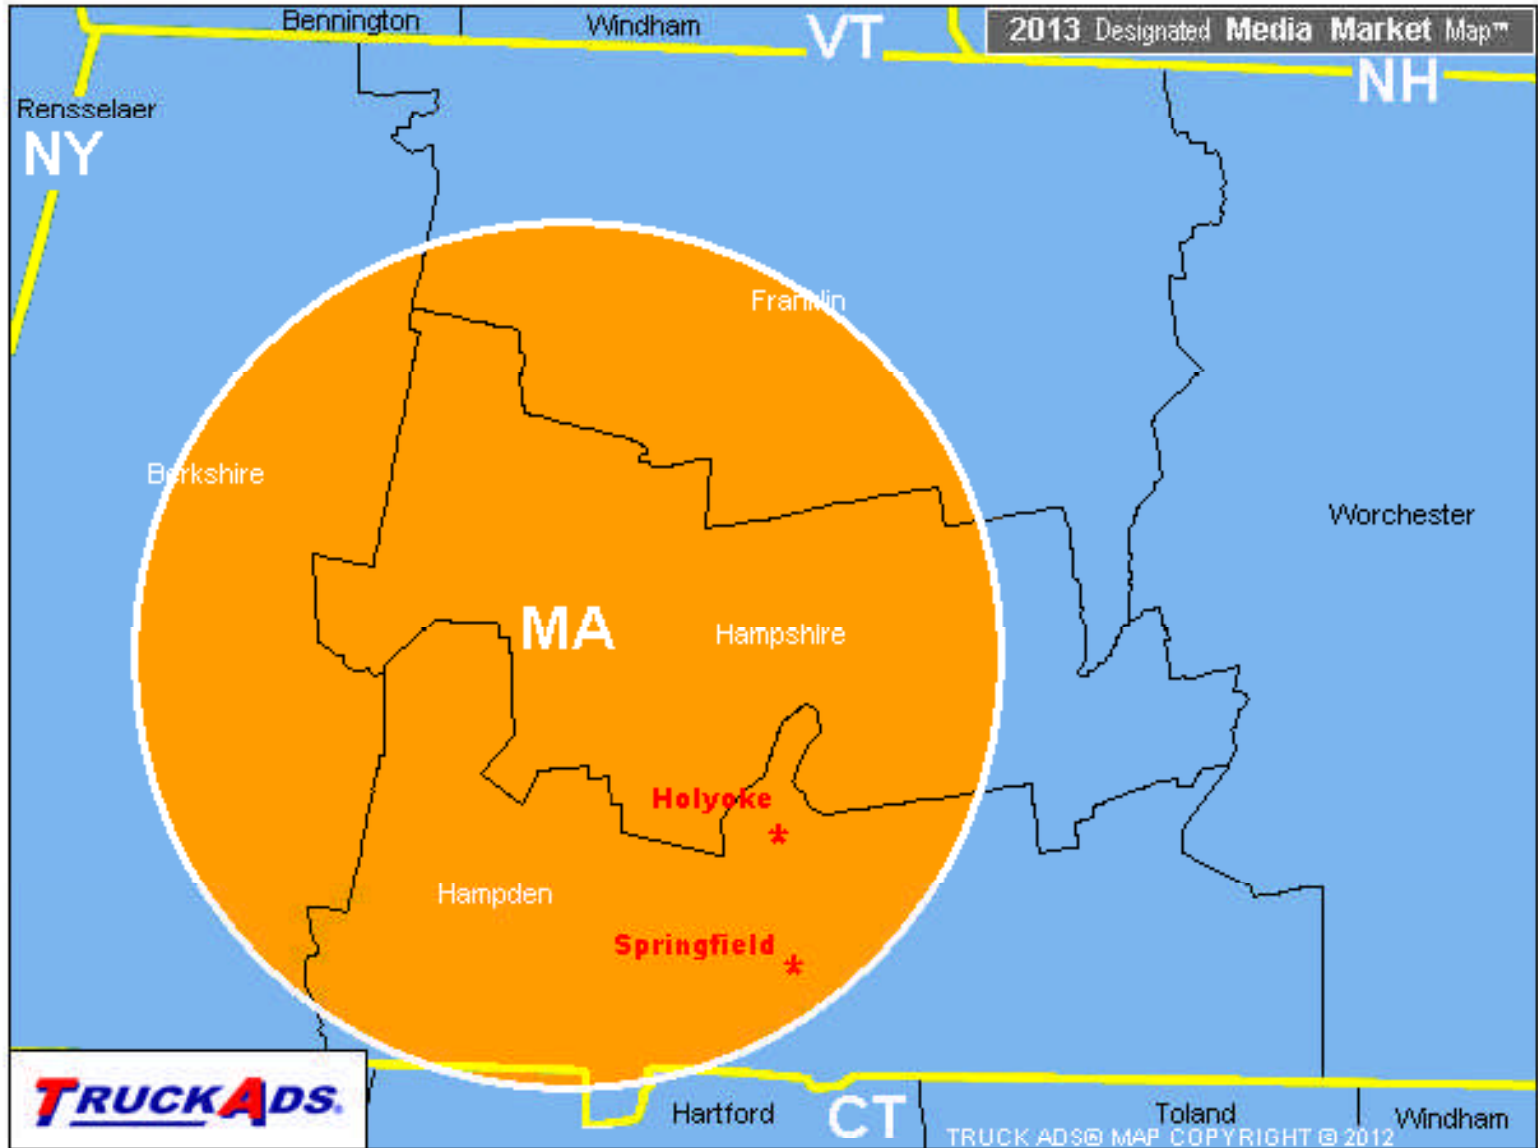 Bennington
Windham
VT
2013 Designated Media Market Map™
NH
Rensselaer
NY
Franklin
Berkshire
Worchester
MA
Hampshire
Holyoke
*
Hampden
Springfield
*
TRUCKADS.
Hartford
CT
Toland
Windham
TRUCK ADS® MAP COPYRIGHT © 2012